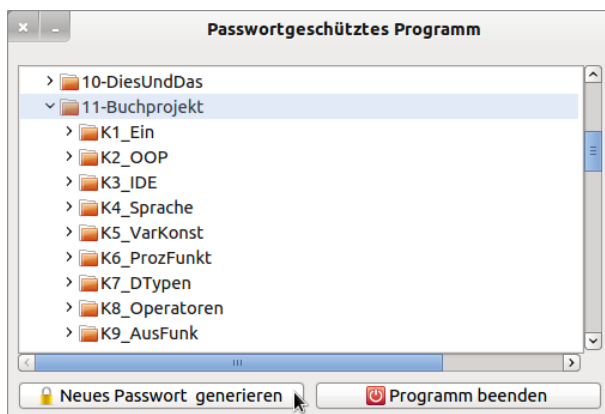 Passwortgeschütztes Programm
10-DiesUndDas
11-Buchprojekt
K1_Ein
K2_OOP
K3_IDE
K4_Sprache
K5_VarKonst
K6_ProzFunkt
K7_DTypen
K8_Operatoren
K9_AusFunk
Neues Passwort generieren
Programm beenden